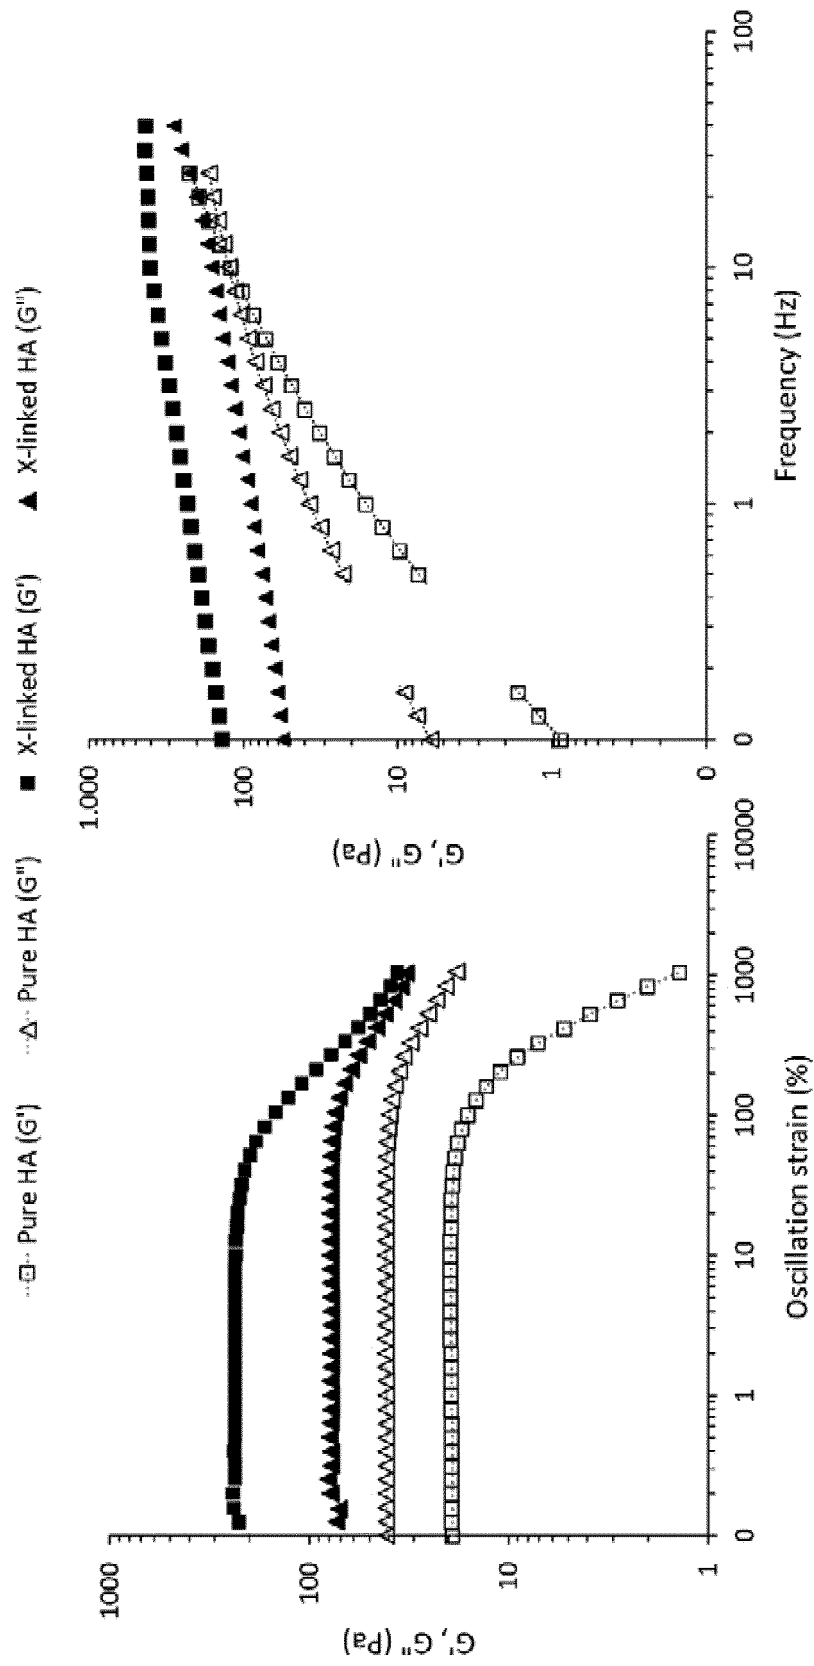 Pure HA (G')
Pure HA (G")
X-linked HA (G')
X-linked HA (G")
G', G" (Pa)
1000
100
10
1
0
1
10
100
1000
10000
Oscillation strain (%)
G', G" (Pa)
1.000
100
10
1
0
0
1
10
100
Frequency (Hz)